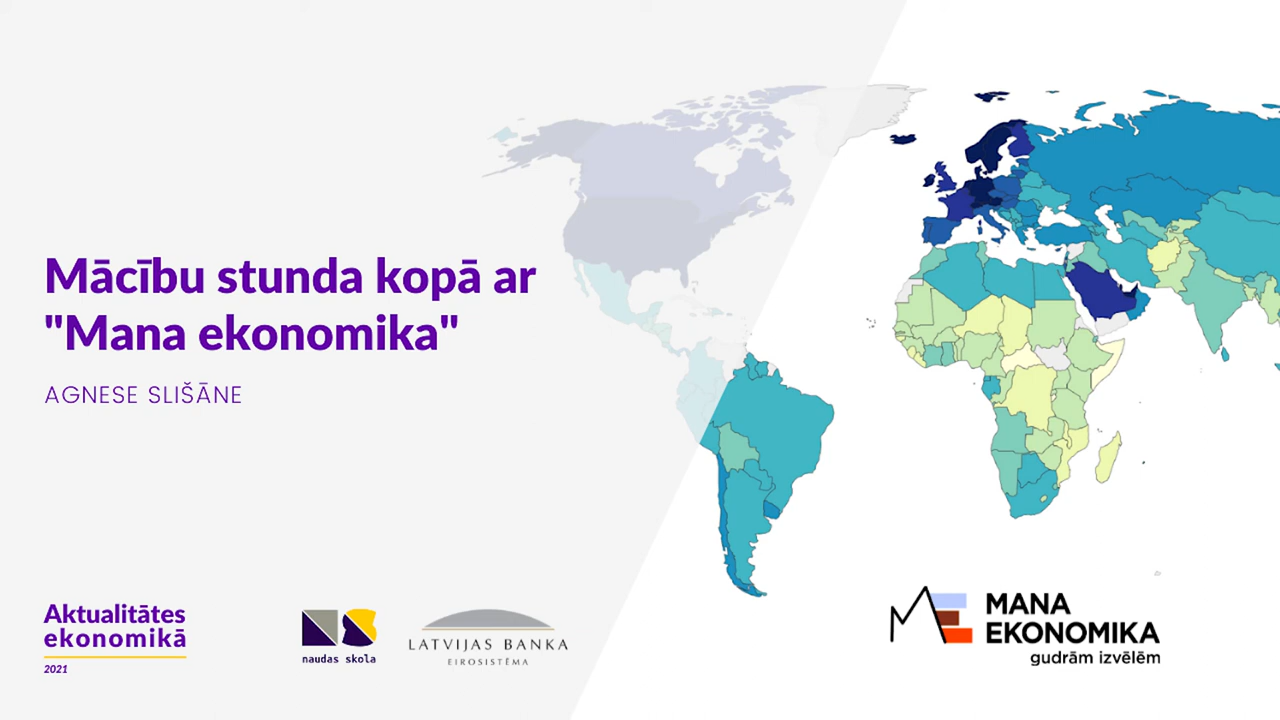 Mācību stunda kopā ar
"Mana ekonomika"
AGNESE SLIŠĀNE
Aktualitātes
ekonomikā
2021
naudas skola
LATVIJAS BANKA
EIROSISTĒMA
MANA
EKONOMIKA
gudrām izvēlēm